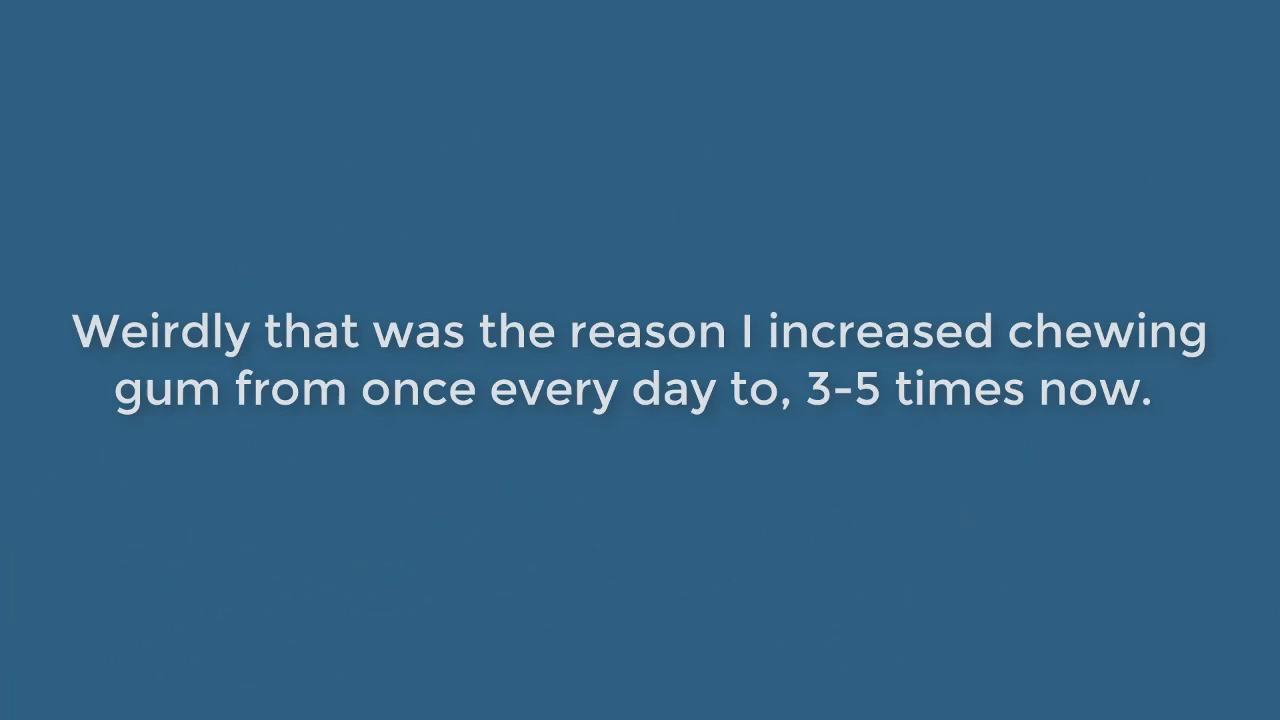 Weirdly that was the reason I increased chewing
gum from once every day to, 3-5 times now.